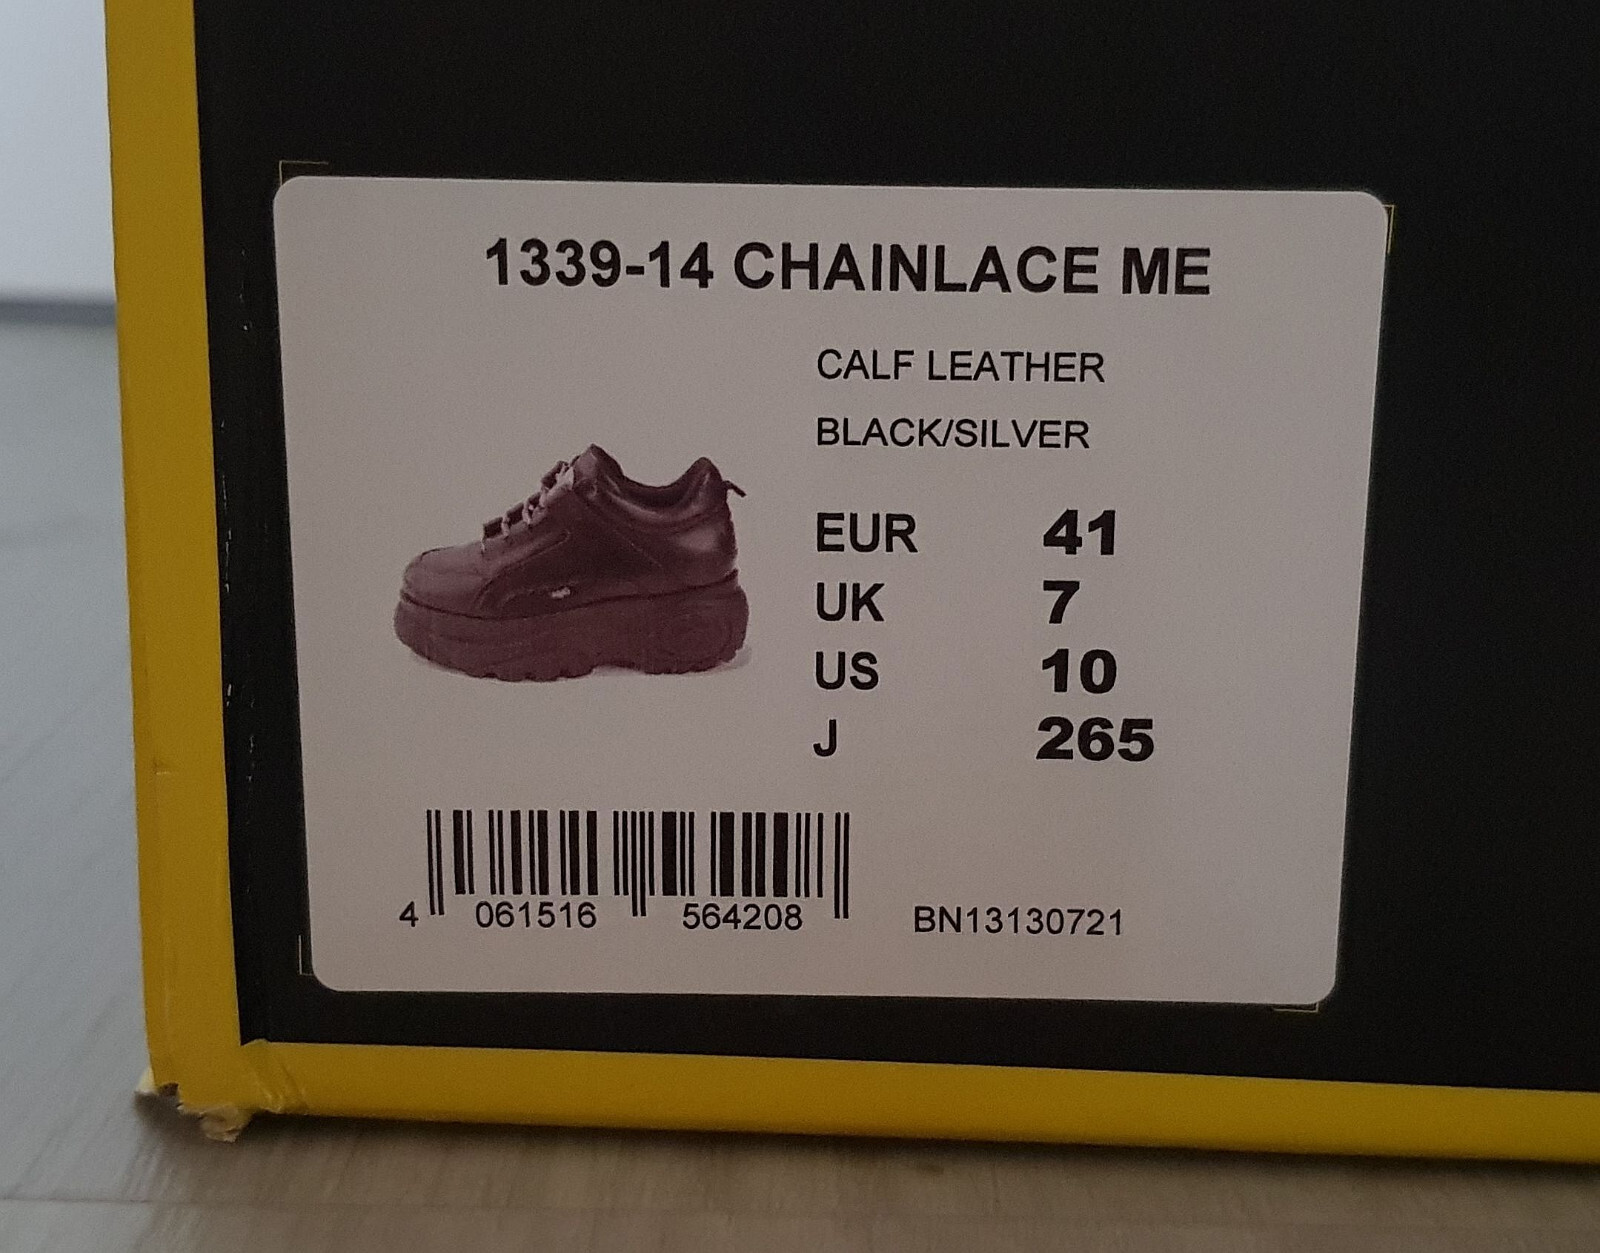 1339-14 CHAINLACE ME
CALF LEATHER
BLACK/SILVER
EUR 41
UK 7
US 10
J 265
4 061516 564208
BN13130721